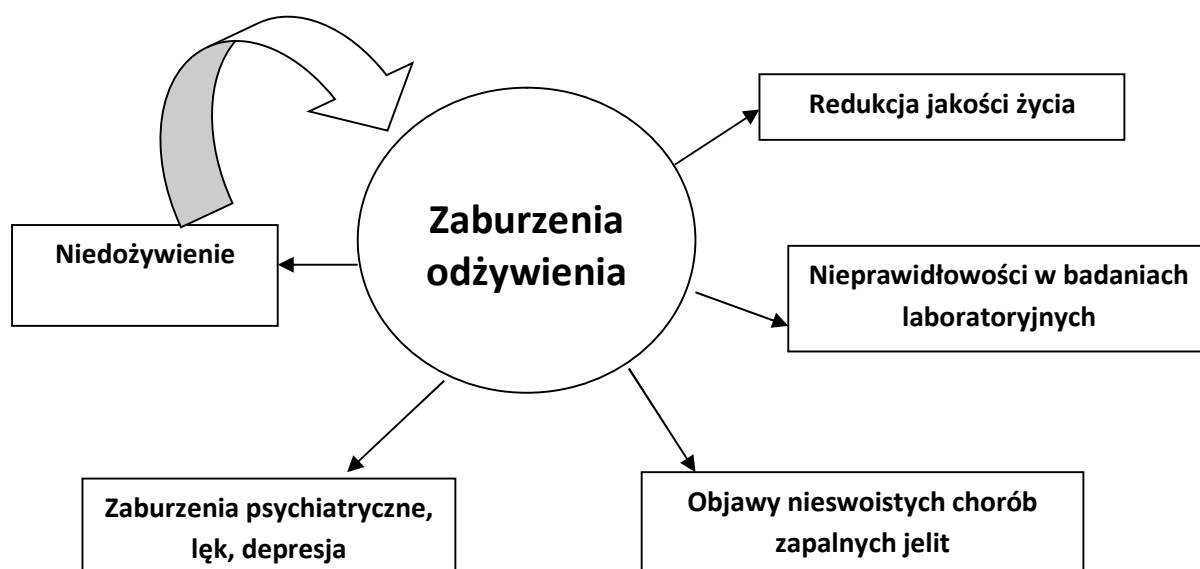 Redukcja jakości życia
Zaburzenia
odżywienia
Niedożywienie
Nieprawidłowości w badaniach
laboratoryjnych
Zaburzenia psychiatryczne,
lęk, depresja
Objawy nieswoistych chorób
zapalnych jelit